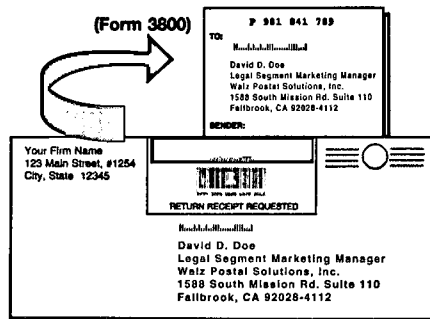 (Form 3800)
P 981 841 789
TO:
David D. Doe
Legal Segment Marketing Manager
Walz Postal Solutions, Inc.
1588 South Mission Rd. Suite 110
Fallbrook, CA 92028-4112
SENDER:
Your Firm Name
123 Main Street, #1254
City, State 12345
RETURN RECEIPT REQUESTED
David D. Doe
Legal Segment Marketing Manager
Walz Postal Solutions, Inc.
1588 South Mission Rd. Suite 110
Fallbrook, CA 92028-4112